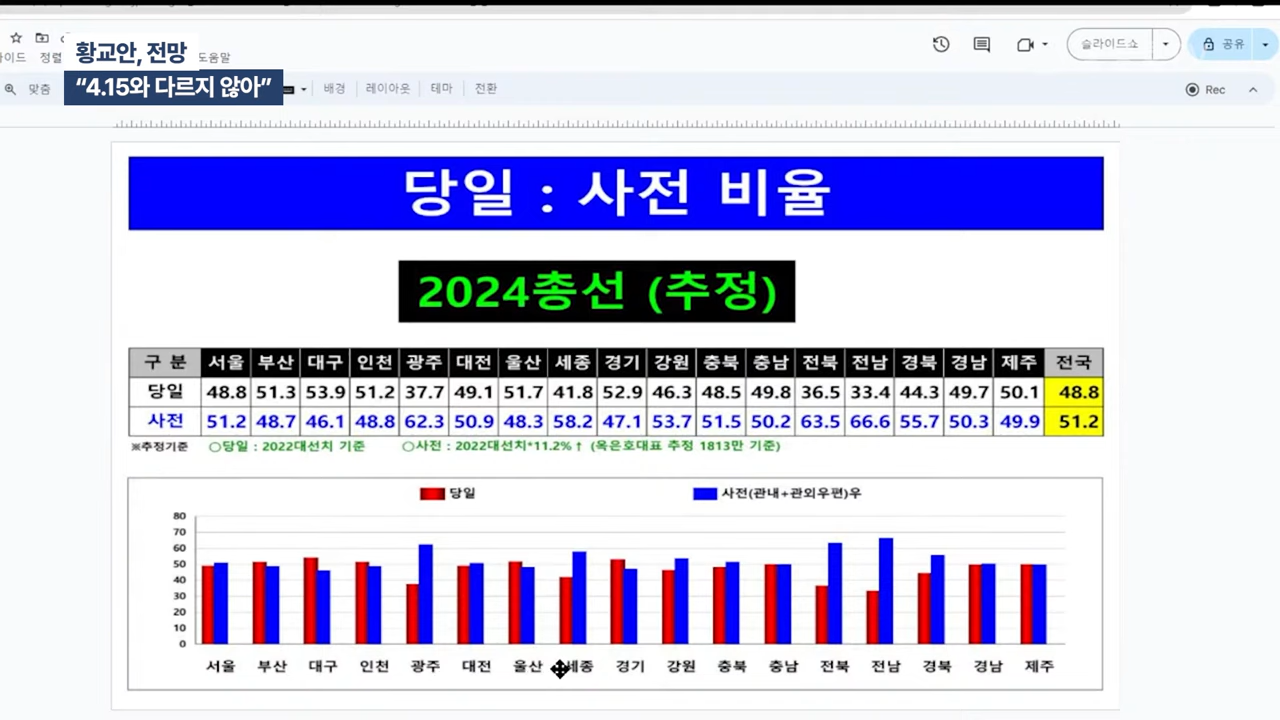 황교안, 전망
"4.15와 다르지 않아"
정렬
도움말
슬라이드쇼
공유
맞춤
배경
레이아웃
테마
전환
Rec
당일 : 사전 비율
2024총선 (추정)
구 분 서울 부산 대구 인천 광주 대전 울산 세종 경기 강원 충북 충남 전북 전남 경북 경남 제주 전국
당일 48.8 51.3 53.9 51.2 37.7 49.1 51.7 41.8 52.9 46.3 48.5 49.8 36.5 33.4 44.3 49.7 50.1 48.8
사전 51.2 48.7 46.1 48.8 62.3 50.9 48.3 58.2 47.1 53.7 51.5 50.2 63.5 66.6 55.7 50.3 49.9 51.2
※추정기준 ○당일 : 2022대선치 기준 ○사전 : 2022대선치*11.2%↑ (옥은호대표 추정 1813만 기준)
당일 사전(관내+관외우편)우
80
70
60
50
40
30
20
10
0
서울 부산 대구 인천 광주 대전 울산 세종 경기 강원 충북 충남 전북 전남 경북 경남 제주